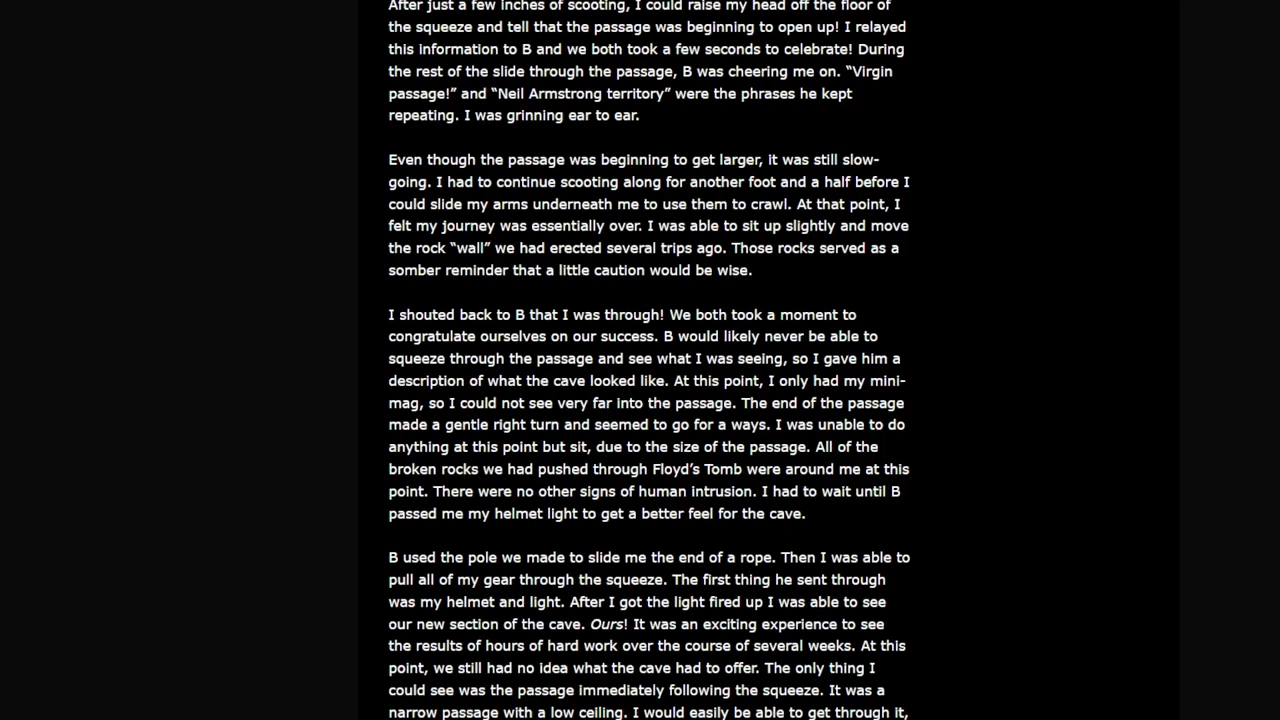 After just a few inches of scooting, I could raise my head off the floor of
the squeeze and tell that the passage was beginning to open up! I relayed
this information to B and we both took a few seconds to celebrate! During
the rest of the slide through the passage, B was cheering me on. “Virgin
passage!” and “Neil Armstrong territory” were the phrases he kept
repeating. I was grinning ear to ear.
Even though the passage was beginning to get larger, it was still slow-
going. I had to continue scooting along for another foot and a half before I
could slide my arms underneath me to use them to crawl. At that point, I
felt my journey was essentially over. I was able to sit up slightly and move
the rock “wall” we had erected several trips ago. Those rocks served as a
somber reminder that a little caution would be wise.
I shouted back to B that I was through! We both took a moment to
congratulate ourselves on our success. B would likely never be able to
squeeze through the passage and see what I was seeing, so I gave him a
description of what the cave looked like. At this point, I only had my mini-
mag, so I could not see very far into the passage. The end of the passage
made a gentle right turn and seemed to go for a ways. I was unable to do
anything at this point but sit, due to the size of the passage. All of the
broken rocks we had pushed through Floyd’s Tomb were around me at this
point. There were no other signs of human intrusion. I had to wait until B
passed me my helmet light to get a better feel for the cave.
B used the pole we made to slide me the end of a rope. Then I was able to
pull all of my gear through the squeeze. The first thing he sent through
was my helmet and light. After I got the light fired up I was able to see
our new section of the cave. Ours! It was an exciting experience to see
the results of hours of hard work over the course of several weeks. At this
point, we still had no idea what the cave had to offer. The only thing I
could see was the passage immediately following the squeeze. It was a
narrow passage with a low ceiling. I would easily be able to get through it,